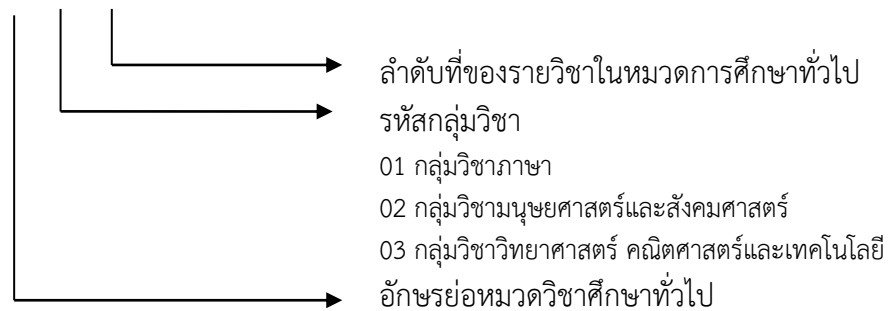 ลำดับที่ของรายวิชาในหมวดการศึกษาทั่วไป
รหัสกลุ่มวิชา
01 กลุ่มวิชาภาษา
02 กลุ่มวิชามนุษยศาสตร์และสังคมศาสตร์
03 กลุ่มวิชาวิทยาศาสตร์ คณิตศาสตร์และเทคโนโลยี
อักษรย่อหมวดวิชาศึกษาทั่วไป